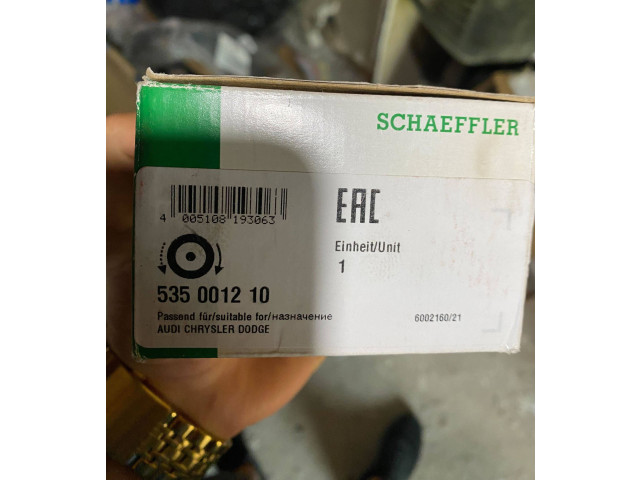 SCHAEFFLER
EAC
4 005108 193063
Einheit/Unit
1
535 0012 10
Passend für/suitable for/назначение
AUDI CHRYSLER DODGE
6002160/21